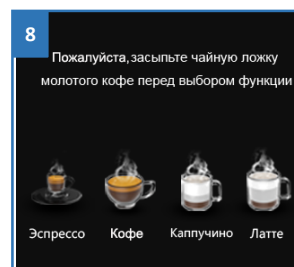 8
Пожалуйста, засыпьте чайную ложку
молотого кофе перед выбором функции
Эспрессо Кофе Каппучино Латте